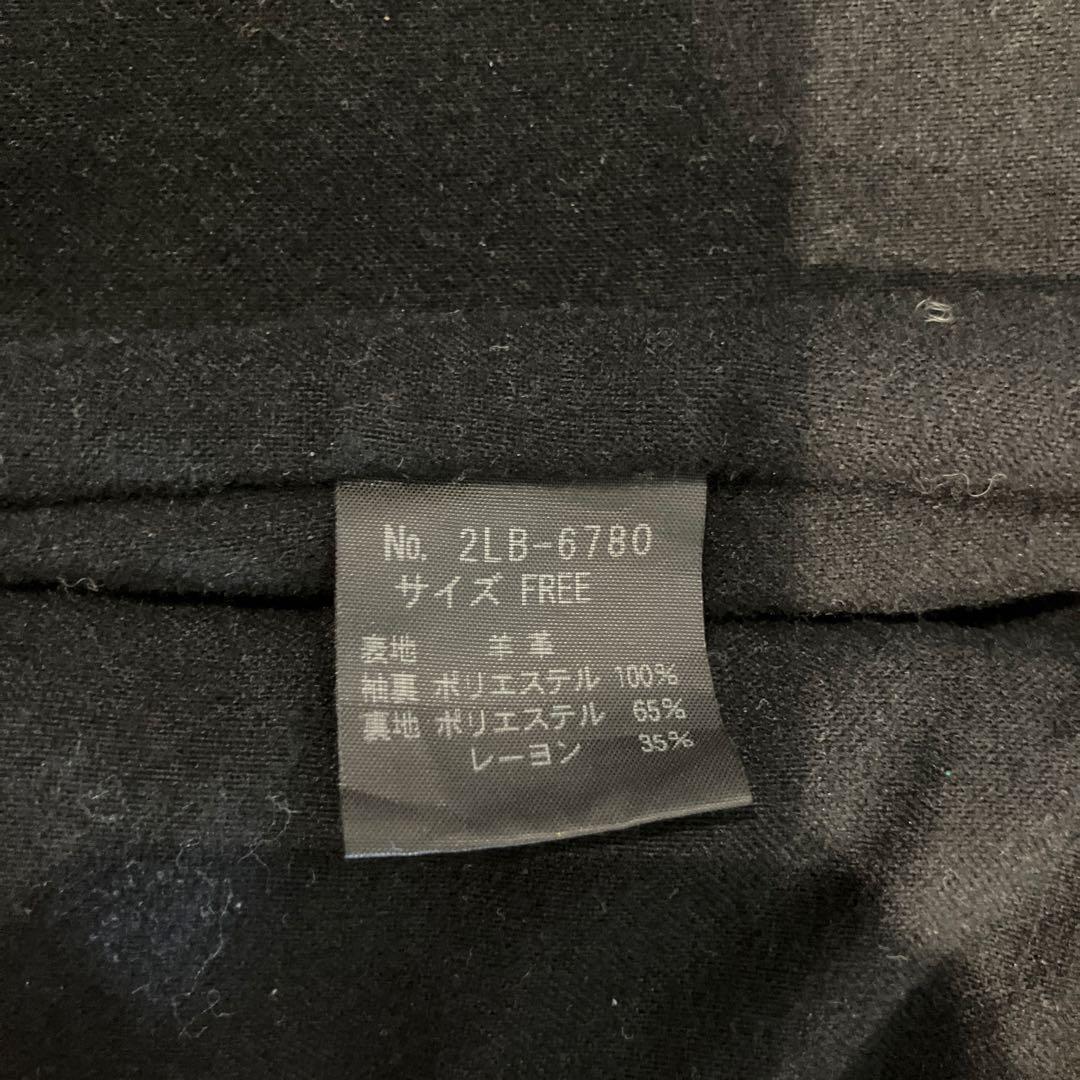 No. 2LB-6780
サイズ FREE
表地 羊革
袖裏 ポリエステル 100%
裏地 ポリエステル 65%
レーヨン 35%